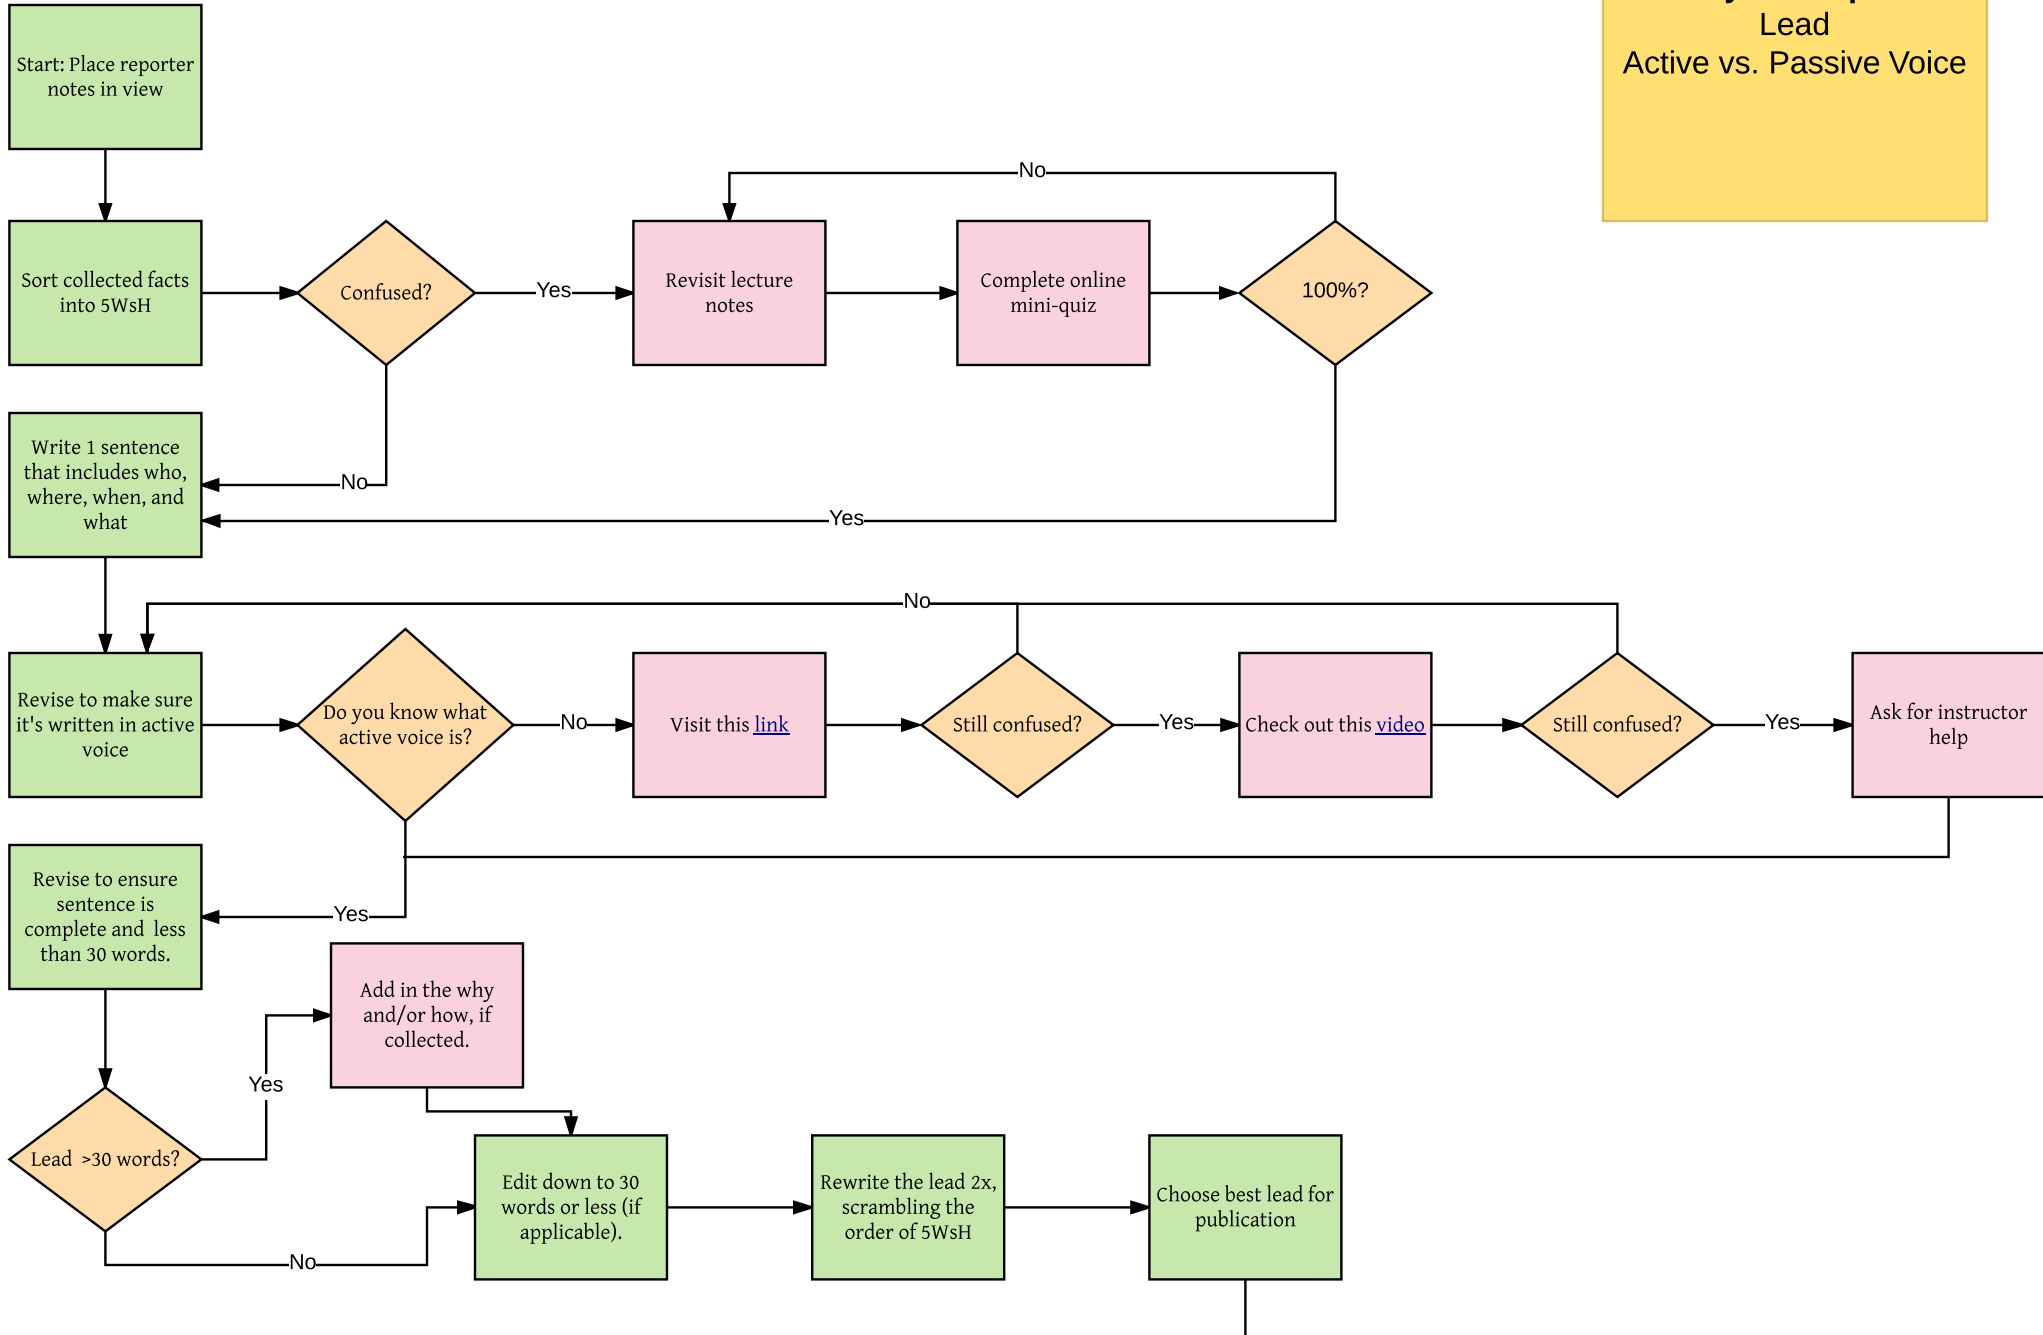 Lead
Active vs. Passive Voice
Start: Place reporter
notes in view
No
Sort collected facts
into 5WsH
Confused?
Yes
Revisit lecture
notes
Complete online
mini-quiz
100%?
Write 1 sentence
that includes who,
where, when, and
what
No
Yes
No
Revise to make sure
it's written in active
voice
Do you know what
active voice is?
No
Visit this link
Still confused?
Yes
Check out this video
Still confused?
Yes
Ask for instructor
help
Revise to ensure
sentence is
complete and  less
than 30 words.
Yes
Add in the why
and/or how, if
collected.
Yes
Lead  >30 words?
No
Edit down to 30
words or less (if
applicable).
Rewrite the lead 2x,
scrambling the
order of 5WsH
Choose best lead for
publication